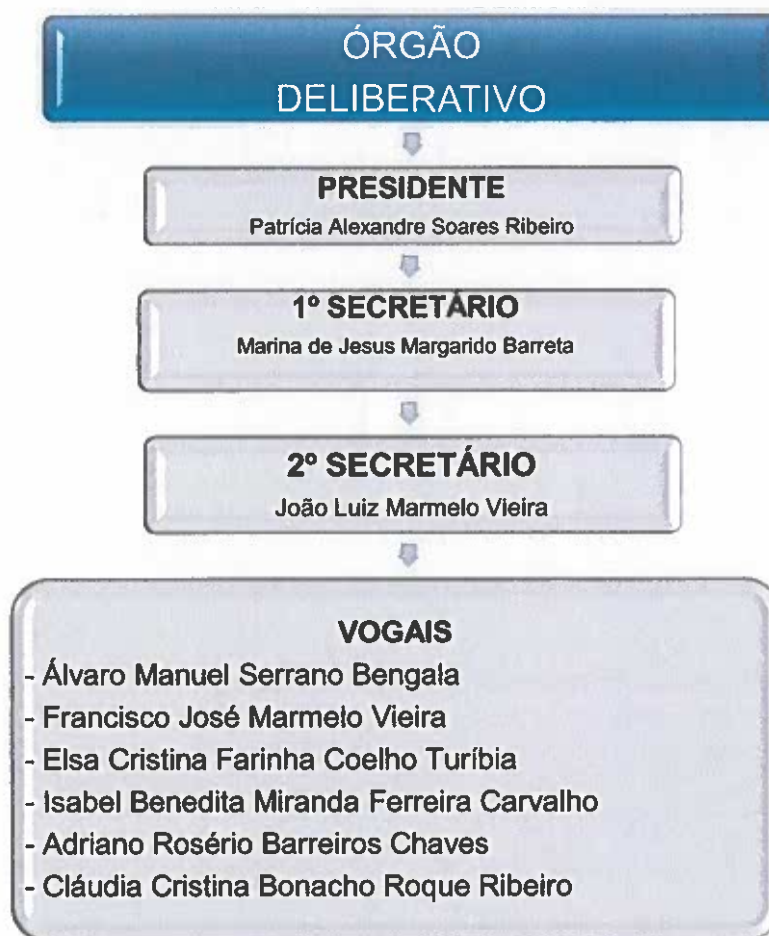 ÓRGÃO
DELIBERATIVO
PRESIDENTE
Patrícia Alexandre Soares Ribeiro
1º SECRETÁRIO
Marina de Jesus Margarido Barreta
2º SECRETÁRIO
João Luiz Marmelo Vieira
VOGAIS
- Álvaro Manuel Serrano Bengala
- Francisco José Marmelo Vieira
- Elsa Cristina Farinha Coelho Turíbia
- Isabel Benedita Miranda Ferreira Carvalho
- Adriano Rosério Barreiros Chaves
- Cláudia Cristina Bonacho Roque Ribeiro